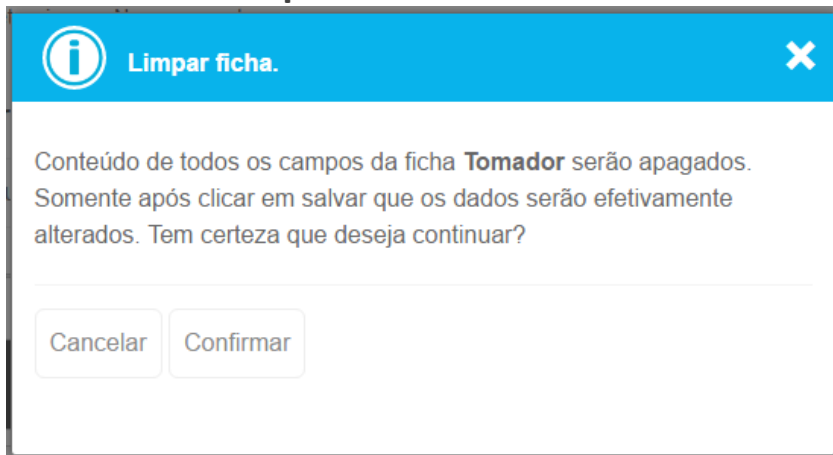 Limpar ficha.
Conteúdo de todos os campos da ficha Tomador serão apagados.
Somente após clicar em salvar que os dados serão efetivamente
alterados. Tem certeza que deseja continuar?
Cancelar Confirmar